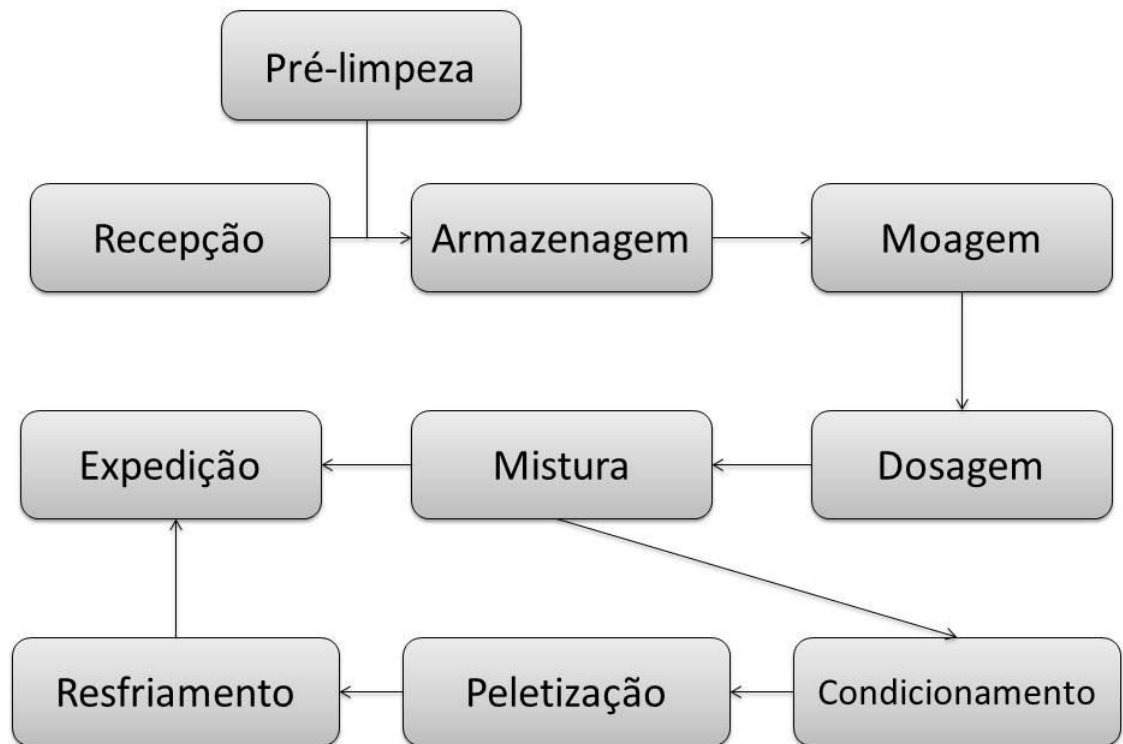 Pré-limpeza
Recepção
Armazenagem
Moagem
Expedição
Mistura
Dosagem
Resfriamento
Peletização
Condicionamento